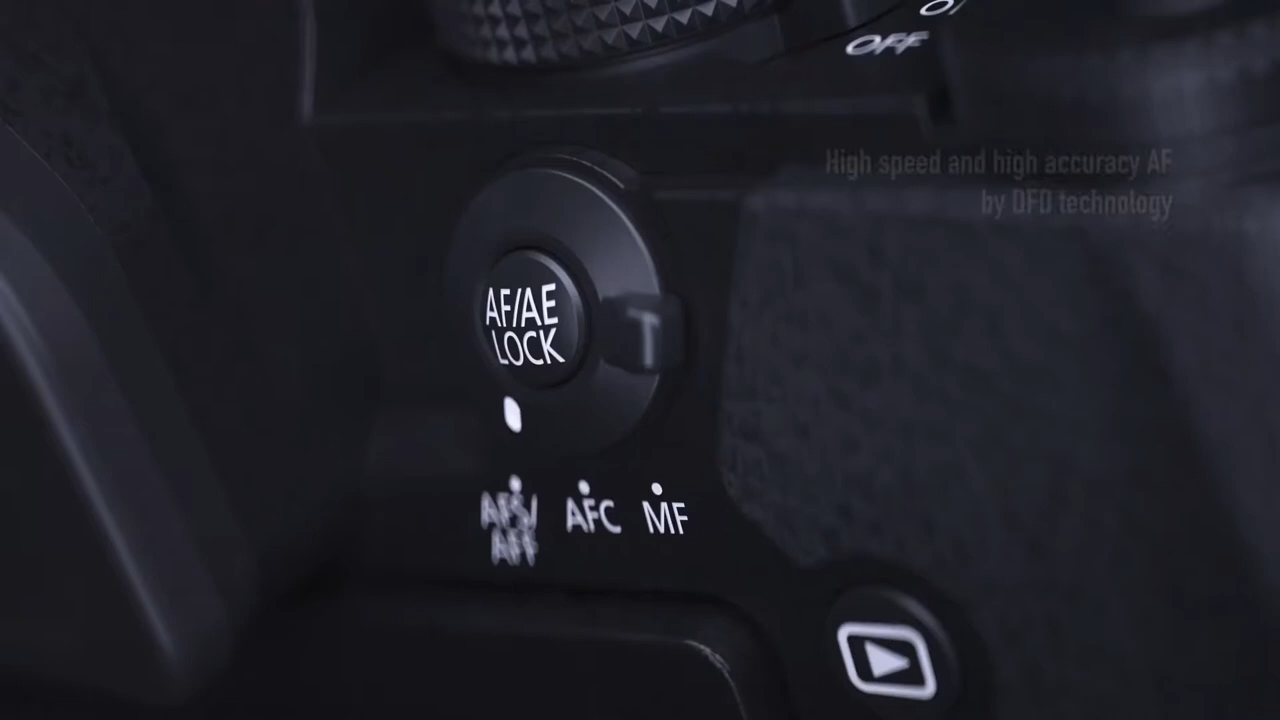 OFF
High speed and high accuracy AF
by DFD technology
AF/AE
LOCK
AFS/
AFF
AFC
MF